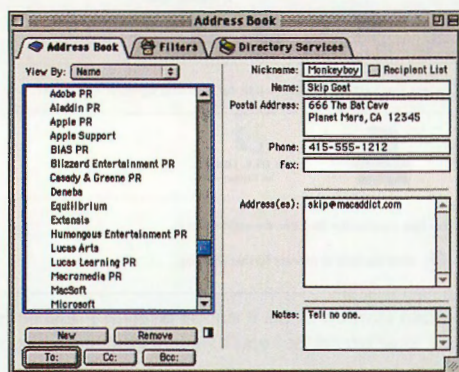 Address Book
Address Book
Filters
Directory Services
View By: Name
Adobe PR
Aladdin PR
Apple PR
Apple Support
BIAS PR
Blizzard Entertainment PR
Casady & Greene PR
Deneba
Equilibrium
Extensis
Humongous Entertainment PR
Lucas Arts
Lucas Learning PR
Macromedia PR
MacSoft
Microsoft
New
Remove
To:
Cc:
Bcc:
Nickname: Monkeyboy
Recipient List
Name: Skip Goat
Postal Address: 666 The Bat Cave
Planet Mars, CA 12345
Phone: 415-555-1212
Fax:
Address(es): skip@macaddict.com
Notes: Tell no one.